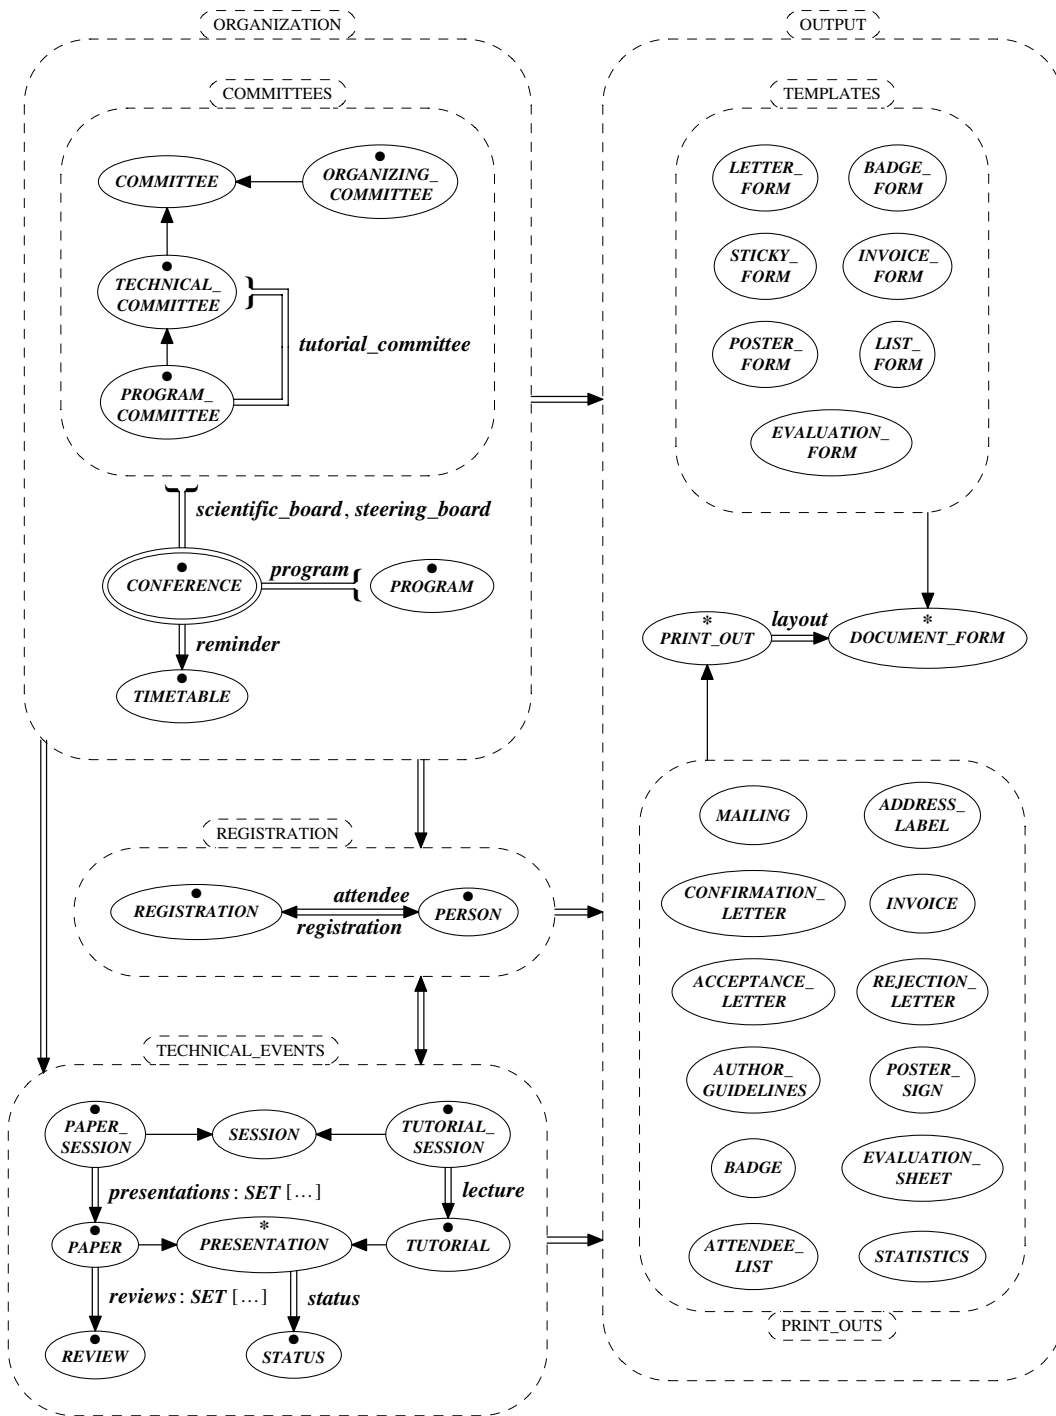 ORGANIZATION
COMMITTEES
COMMITTEE
ORGANIZING_
COMMITTEE
TECHNICAL_
COMMITTEE
tutorial_committee
PROGRAM_
COMMITTEE
scientific_board, steering_board
CONFERENCE
program
PROGRAM
reminder
TIMETABLE
REGISTRATION
REGISTRATION
attendee
registration
PERSON
TECHNICAL_EVENTS
PAPER_
SESSION
SESSION
TUTORIAL_
SESSION
presentations: SET […]
lecture
PAPER
*
PRESENTATION
TUTORIAL
reviews: SET […]
status
REVIEW
STATUS
OUTPUT
TEMPLATES
LETTER_
FORM
BADGE_
FORM
STICKY_
FORM
INVOICE_
FORM
POSTER_
FORM
LIST_
FORM
EVALUATION_
FORM
*
PRINT_OUT
layout
*
DOCUMENT_FORM
MAILING
ADDRESS_
LABEL
CONFIRMATION_
LETTER
INVOICE
ACCEPTANCE_
LETTER
REJECTION_
LETTER
AUTHOR_
GUIDELINES
POSTER_
SIGN
BADGE
EVALUATION_
SHEET
ATTENDEE_
LIST
STATISTICS
PRINT_OUTS